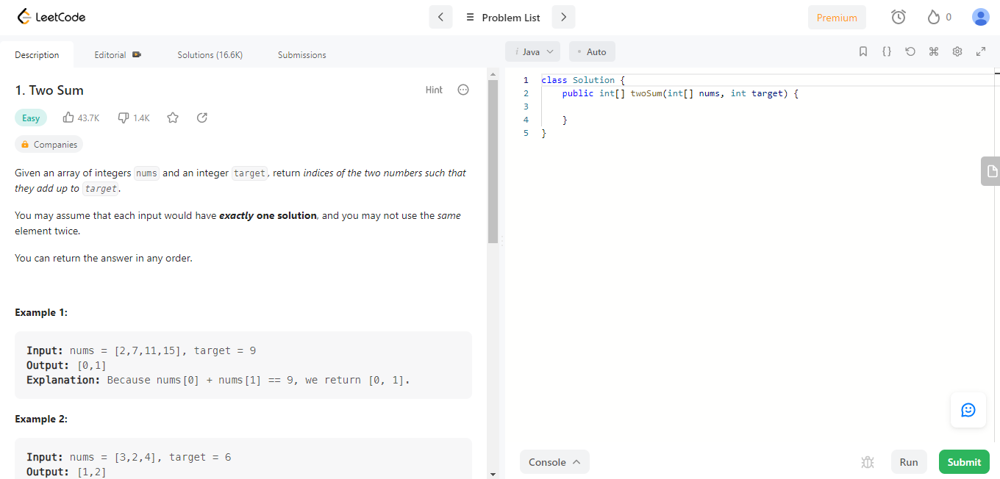 LeetCode
Problem List
Premium
0
Description
Editorial
Solutions (16.6K)
Submissions
i Java
Auto
1. Two Sum
Hint
Easy
43.7K
1.4K
Companies
Given an array of integers nums and an integer target, return indices of the two numbers such that
they add up to target.
You may assume that each input would have exactly one solution, and you may not use the same
element twice.
You can return the answer in any order.
Example 1:
Input: nums = [2,7,11,15], target = 9
Output: [0,1]
Explanation: Because nums[0] + nums[1] == 9, we return [0, 1].
Example 2:
Input: nums = [3,2,4], target = 6
Output: [1,2]
1 class Solution {
2     public int[] twoSum(int[] nums, int target) {
3
4     }
5 }
Console
Run
Submit